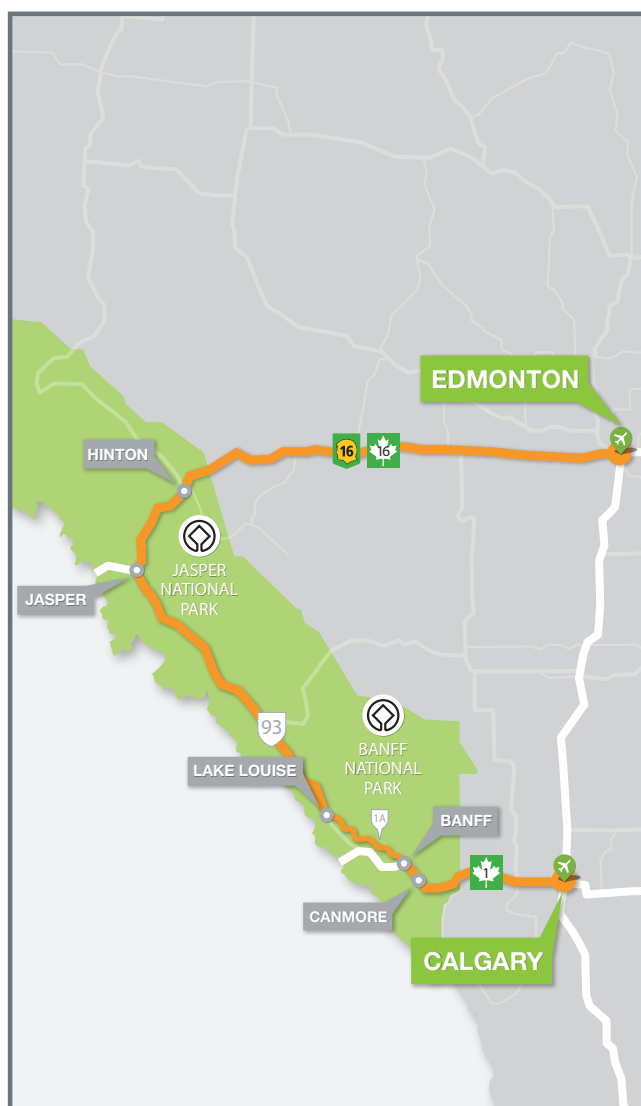 EDMONTON
HINTON
16
16
JASPER
NATIONAL
PARK
JASPER
93
BANFF
NATIONAL
PARK
LAKE LOUISE
1A
BANFF
1
CANMORE
CALGARY